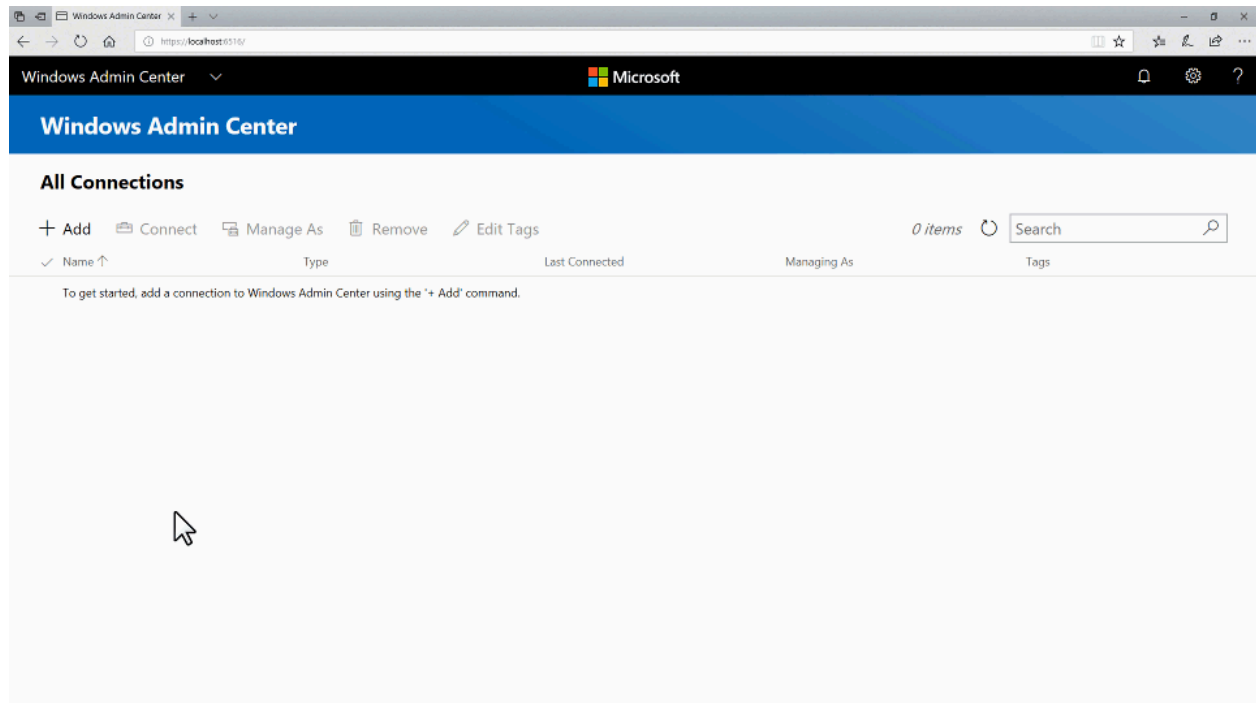 Windows Admin Center
https://localhost:6516/
Windows Admin Center Microsoft ?
Windows Admin Center
All Connections
Add Connect Manage As Remove Edit Tags 0 items Search
Name Type Last Connected Managing As Tags
To get started, add a connection to Windows Admin Center using the '+ Add' command.